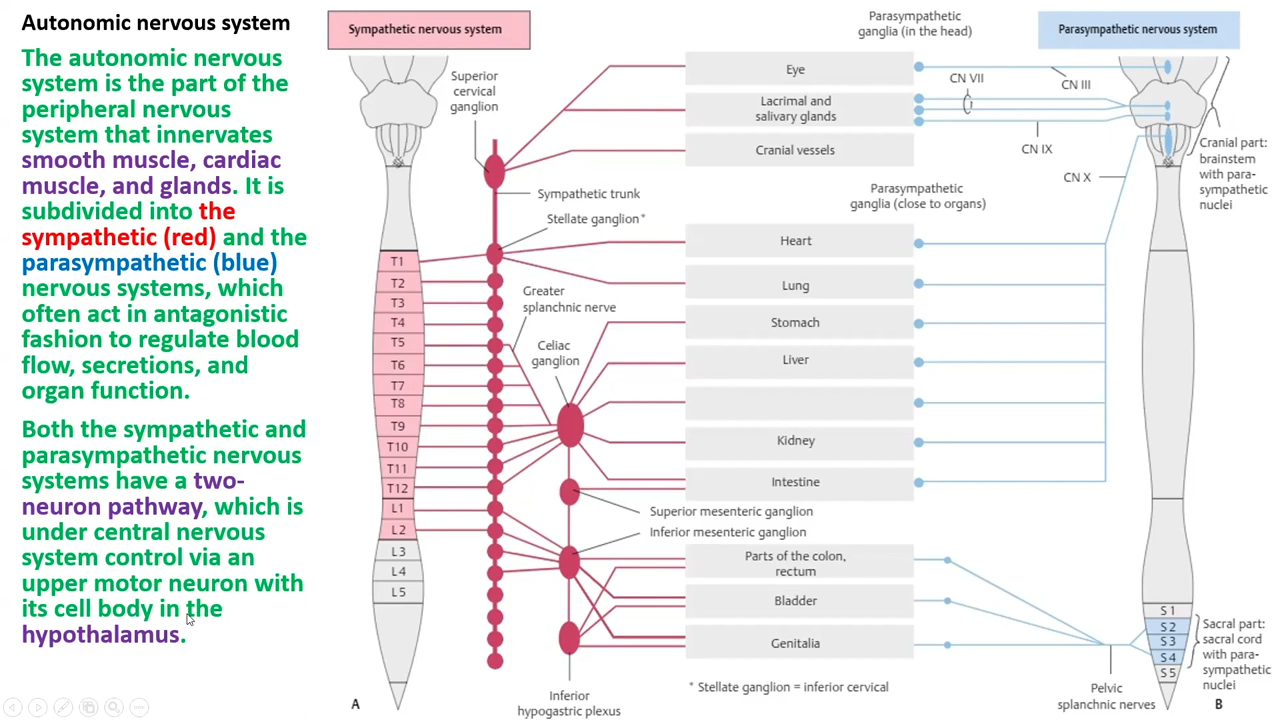 Autonomic nervous system
The autonomic nervous
system is the part of the
peripheral nervous
system that innervates
smooth muscle, cardiac
muscle, and glands. It is
subdivided into the
sympathetic (red) and the
parasympathetic (blue)
nervous systems, which
often act in antagonistic
fashion to regulate blood
flow, secretions, and
organ function.
Both the sympathetic and
parasympathetic nervous
systems have a two-
neuron pathway, which is
under central nervous
system control via an
upper motor neuron with
its cell body in the
hypothalamus.
Sympathetic nervous system
Superior
cervical
ganglion
Sympathetic trunk
Stellate ganglion*
Greater
splanchnic nerve
Celiac
ganglion
T1
T2
T3
T4
T5
T6
T7
T8
T9
T10
T11
T12
L1
L2
L3
L4
L5
A
Superior mesenteric ganglion
Inferior mesenteric ganglion
Inferior
hypogastric plexus
Eye
Lacrimal and
salivary glands
Cranial vessels
Heart
Lung
Stomach
Liver
Kidney
Intestine
Parts of the colon,
rectum
Bladder
Genitalia
* Stellate ganglion = inferior cervical
Parasympathetic
ganglia (in the head)
Parasympathetic nervous system
CN VII
CN III
CN IX
CN X
Parasympathetic
ganglia (close to organs)
Cranial part:
brainstem
with para-
sympathetic
nuclei
S1
S2
S3
S4
S5
Sacral part:
sacral cord
with para-
sympathetic
nuclei
Pelvic
splanchnic nerves
B